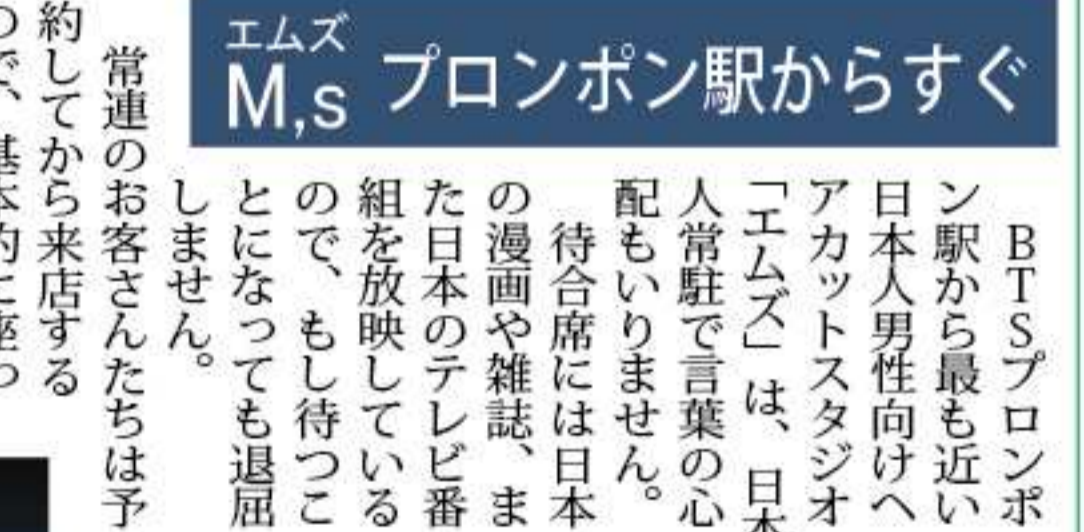 エムズ
M,s プロンポン駅からすぐ
BTSプロンポ
ン駅から最も近い
日本人男性向けヘ
アカットスタジオ
「エムズ」は、日本
人常駐で言葉の心
配もいりません。
待合席には日本
の漫画や雑誌、ま
た日本のテレビ番
組を放映している
ので、もし待つこ
とになっても退屈
しません。
常連のお客さんたちは予
約してから来店する
ので、基本的に座っ